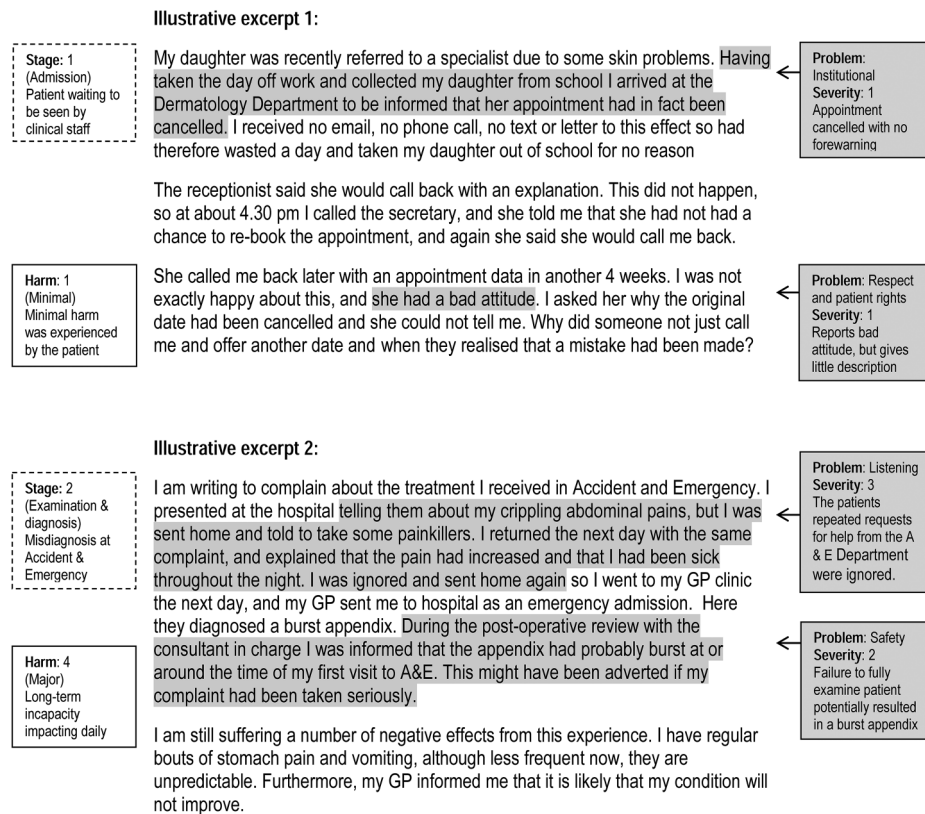 Illustrative excerpt 1:
Stage: 1
(Admission)
Patient waiting to
be seen by
clinical staff
My daughter was recently referred to a specialist due to some skin problems. Having
taken the day off work and collected my daughter from school I arrived at the
Dermatology Department to be informed that her appointment had in fact been
cancelled. I received no email, no phone call, no text or letter to this effect so had
therefore wasted a day and taken my daughter out of school for no reason
Problem:
Institutional
Severity: 1
Appointment
cancelled with no
forewarning
The receptionist said she would call back with an explanation. This did not happen,
so at about 4.30 pm I called the secretary, and she told me that she had not had a
chance to re-book the appointment, and again she said she would call me back.
Harm: 1
(Minimal)
Minimal harm
was experienced
by the patient
She called me back later with an appointment data in another 4 weeks. I was not
exactly happy about this, and she had a bad attitude. I asked her why the original
date had been cancelled and she could not tell me. Why did someone not just call
me and offer another date and when they realised that a mistake had been made?
Problem: Respect
and patient rights
Severity: 1
Reports bad
attitude, but gives
little description
Illustrative excerpt 2:
Stage: 2
(Examination &
diagnosis)
Misdiagnosis at
Accident &
Emergency
I am writing to complain about the treatment I received in Accident and Emergency. I
presented at the hospital telling them about my crippling abdominal pains, but I was
sent home and told to take some painkillers. I returned the next day with the same
complaint, and explained that the pain had increased and that I had been sick
throughout the night. I was ignored and sent home again so I went to my GP clinic
the next day, and my GP sent me to hospital as an emergency admission. Here
they diagnosed a burst appendix. During the post-operative review with the
consultant in charge I was informed that the appendix had probably burst at or
around the time of my first visit to A&E. This might have been adverted if my
complaint had been taken seriously.
Problem: Listening
Severity: 3
The patients
repeated requests
for help from the A
& E Department
were ignored.
Harm: 4
(Major)
Long-term
incapacity
impacting daily
Problem: Safety
Severity: 2
Failure to fully
examine patient
potentially resulted
in a burst appendix
I am still suffering a number of negative effects from this experience. I have regular
bouts of stomach pain and vomiting, although less frequent now, they are
unpredictable. Furthermore, my GP informed me that it is likely that my condition will
not improve.